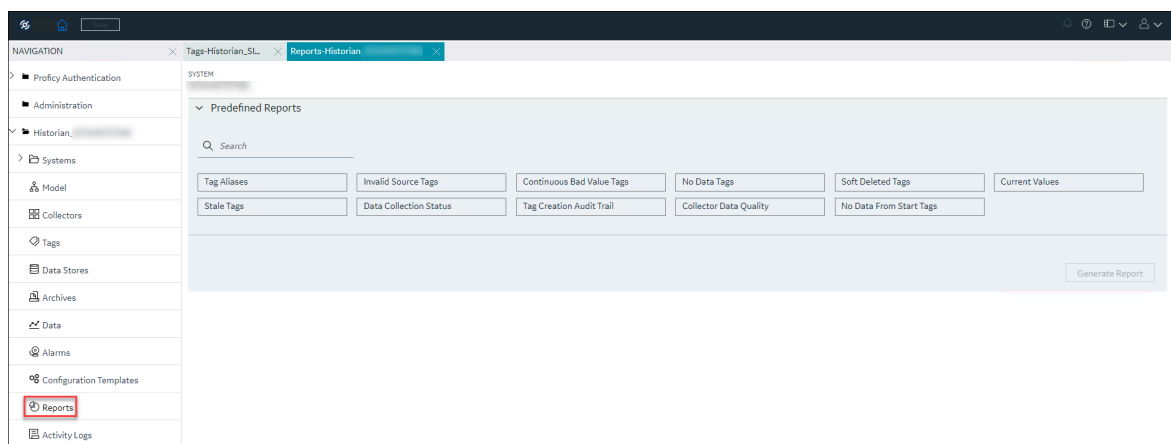 Save
NAVIGATION
Tags-Historian_SI...
Reports-Historian
Proficy Authentication
SYSTEM
Administration
Predefined Reports
Historian_
Search
Systems
Model
Tag Aliases
Invalid Source Tags
Continuous Bad Value Tags
No Data Tags
Soft Deleted Tags
Current Values
Collectors
Stale Tags
Data Collection Status
Tag Creation Audit Trail
Collector Data Quality
No Data From Start Tags
Tags
Data Stores
Generate Report
Archives
Data
Alarms
Configuration Templates
Reports
Activity Logs